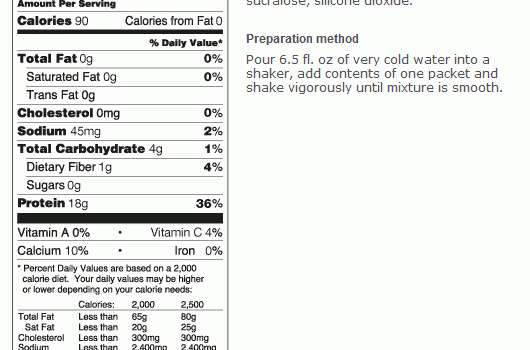 Amount Per Serving
Calories 90 Calories from Fat 0
% Daily Value*
Total Fat 0g 0%
Saturated Fat 0g 0%
Trans Fat 0g
Cholesterol 0mg 0%
Sodium 45mg 2%
Total Carbohydrate 4g 1%
Dietary Fiber 1g 4%
Sugars 0g
Protein 18g 36%
Vitamin A 0% • Vitamin C 4%
Calcium 10% • Iron 0%
* Percent Daily Values are based on a 2,000
calorie diet. Your daily values may be higher
or lower depending on your calorie needs:
Calories: 2,000 2,500
Total Fat Less than 65g 80g
Sat Fat Less than 20g 25g
Cholesterol Less than 300mg 300mg
Sodium Less than 2,400mg 2,400mg
sucralose, silicone dioxide.
Preparation method
Pour 6.5 fl. oz of very cold water into a
shaker, add contents of one packet and
shake vigorously until mixture is smooth.